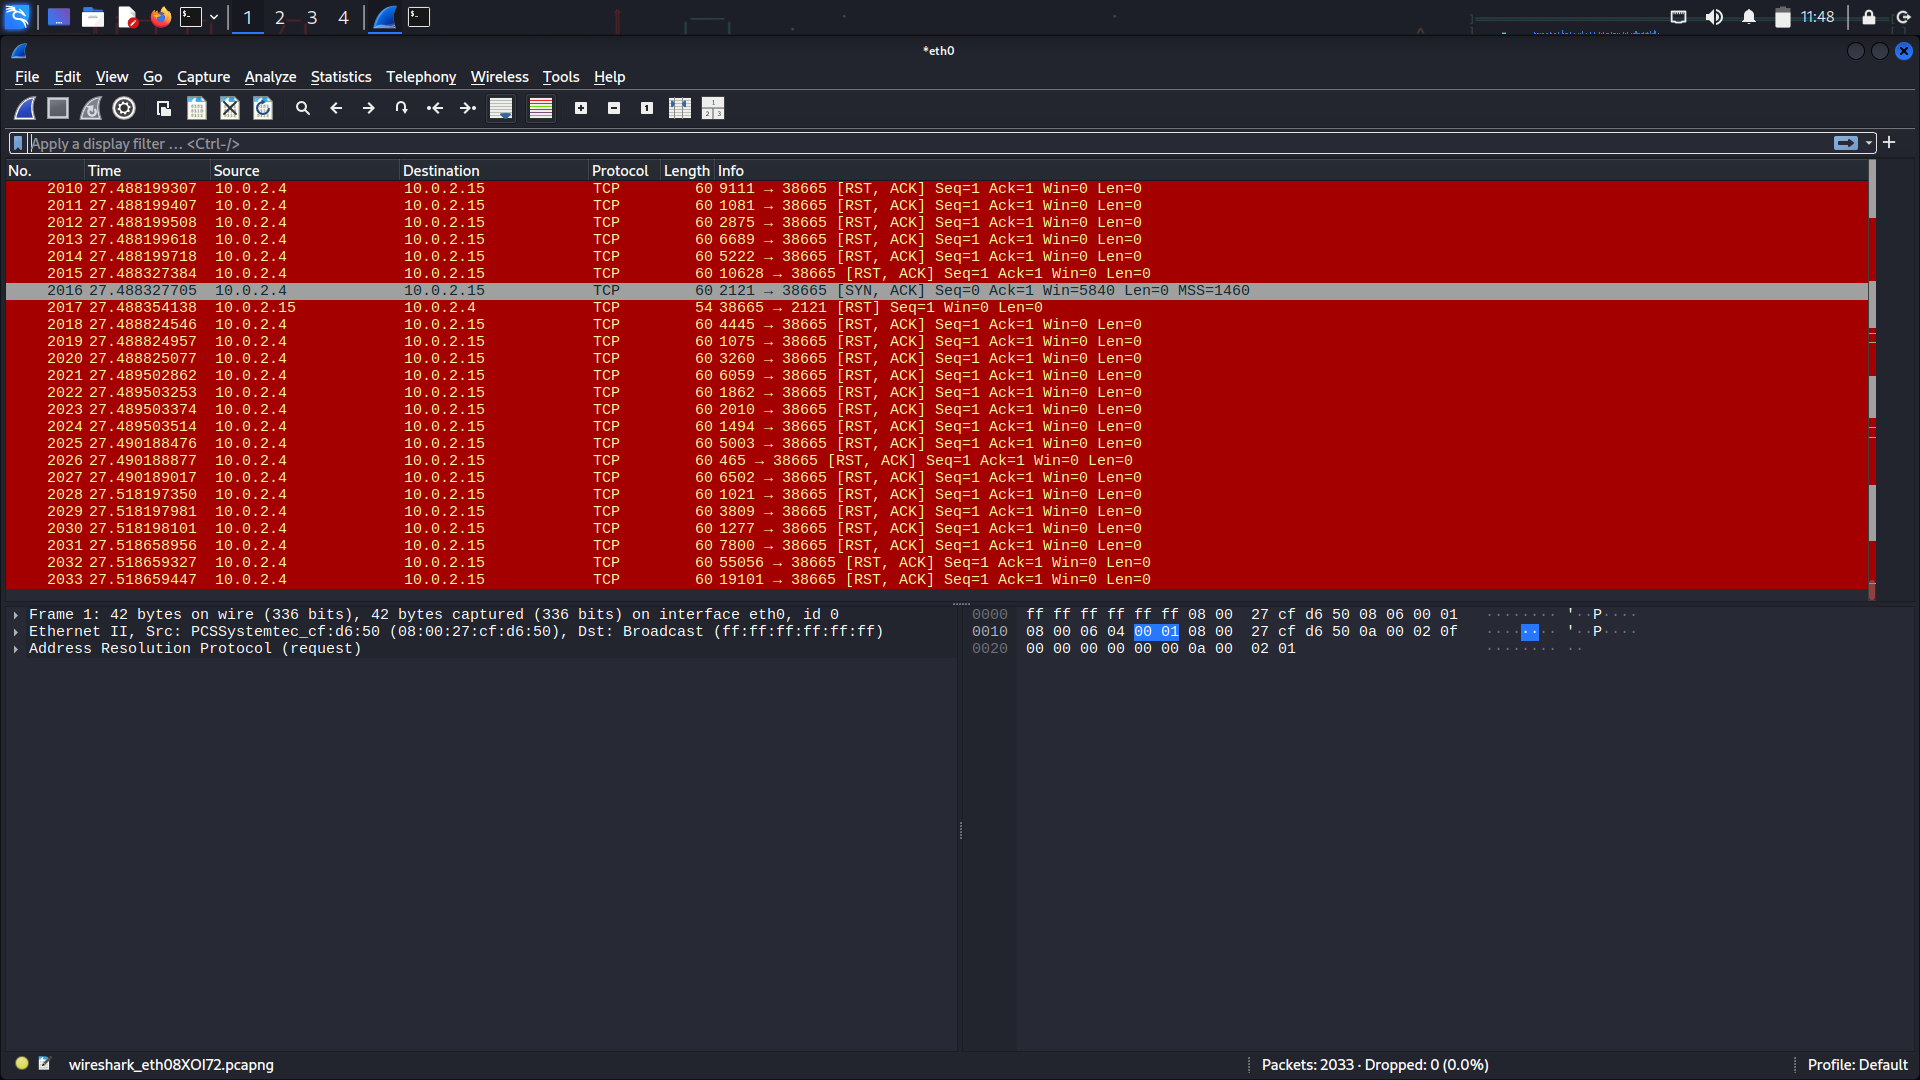 1 2 3 4 11:48
*eth0
File Edit View Go Capture Analyze Statistics Telephony Wireless Tools Help
Apply a display filter … <Ctrl-/>
No. Time Source Destination Protocol Length Info
2010 27.488199307 10.0.2.4 10.0.2.15 TCP 60 9111 → 38665 [RST, ACK] Seq=1 Ack=1 Win=0 Len=0
2011 27.488199407 10.0.2.4 10.0.2.15 TCP 60 1081 → 38665 [RST, ACK] Seq=1 Ack=1 Win=0 Len=0
2012 27.488199508 10.0.2.4 10.0.2.15 TCP 60 2875 → 38665 [RST, ACK] Seq=1 Ack=1 Win=0 Len=0
2013 27.488199618 10.0.2.4 10.0.2.15 TCP 60 6689 → 38665 [RST, ACK] Seq=1 Ack=1 Win=0 Len=0
2014 27.488199718 10.0.2.4 10.0.2.15 TCP 60 5222 → 38665 [RST, ACK] Seq=1 Ack=1 Win=0 Len=0
2015 27.488327384 10.0.2.4 10.0.2.15 TCP 60 10628 → 38665 [RST, ACK] Seq=1 Ack=1 Win=0 Len=0
2016 27.488327705 10.0.2.4 10.0.2.15 TCP 60 2121 → 38665 [SYN, ACK] Seq=0 Ack=1 Win=5840 Len=0 MSS=1460
2017 27.488354138 10.0.2.15 10.0.2.4 TCP 54 38665 → 2121 [RST] Seq=1 Win=0 Len=0
2018 27.488824546 10.0.2.4 10.0.2.15 TCP 60 4445 → 38665 [RST, ACK] Seq=1 Ack=1 Win=0 Len=0
2019 27.488824957 10.0.2.4 10.0.2.15 TCP 60 1075 → 38665 [RST, ACK] Seq=1 Ack=1 Win=0 Len=0
2020 27.488825077 10.0.2.4 10.0.2.15 TCP 60 3260 → 38665 [RST, ACK] Seq=1 Ack=1 Win=0 Len=0
2021 27.489502862 10.0.2.4 10.0.2.15 TCP 60 6059 → 38665 [RST, ACK] Seq=1 Ack=1 Win=0 Len=0
2022 27.489503253 10.0.2.4 10.0.2.15 TCP 60 1862 → 38665 [RST, ACK] Seq=1 Ack=1 Win=0 Len=0
2023 27.489503374 10.0.2.4 10.0.2.15 TCP 60 2010 → 38665 [RST, ACK] Seq=1 Ack=1 Win=0 Len=0
2024 27.489503514 10.0.2.4 10.0.2.15 TCP 60 1494 → 38665 [RST, ACK] Seq=1 Ack=1 Win=0 Len=0
2025 27.490188476 10.0.2.4 10.0.2.15 TCP 60 5003 → 38665 [RST, ACK] Seq=1 Ack=1 Win=0 Len=0
2026 27.490188877 10.0.2.4 10.0.2.15 TCP 60 465 → 38665 [RST, ACK] Seq=1 Ack=1 Win=0 Len=0
2027 27.490189017 10.0.2.4 10.0.2.15 TCP 60 6502 → 38665 [RST, ACK] Seq=1 Ack=1 Win=0 Len=0
2028 27.518197350 10.0.2.4 10.0.2.15 TCP 60 1021 → 38665 [RST, ACK] Seq=1 Ack=1 Win=0 Len=0
2029 27.518197981 10.0.2.4 10.0.2.15 TCP 60 3809 → 38665 [RST, ACK] Seq=1 Ack=1 Win=0 Len=0
2030 27.518198101 10.0.2.4 10.0.2.15 TCP 60 1277 → 38665 [RST, ACK] Seq=1 Ack=1 Win=0 Len=0
2031 27.518658956 10.0.2.4 10.0.2.15 TCP 60 7800 → 38665 [RST, ACK] Seq=1 Ack=1 Win=0 Len=0
2032 27.518659327 10.0.2.4 10.0.2.15 TCP 60 55056 → 38665 [RST, ACK] Seq=1 Ack=1 Win=0 Len=0
2033 27.518659447 10.0.2.4 10.0.2.15 TCP 60 19101 → 38665 [RST, ACK] Seq=1 Ack=1 Win=0 Len=0
Frame 1: 42 bytes on wire (336 bits), 42 bytes captured (336 bits) on interface eth0, id 0
Ethernet II, Src: PCSSystemtec_cf:d6:50 (08:00:27:cf:d6:50), Dst: Broadcast (ff:ff:ff:ff:ff:ff)
Address Resolution Protocol (request)
0000 ff ff ff ff ff ff 08 00 27 cf d6 50 08 06 00 01 ········ '··P····
0010 08 00 06 04 00 01 08 00 27 cf d6 50 0a 00 02 0f ········ '··P····
0020 00 00 00 00 00 00 0a 00 02 01 ········ ··
wireshark_eth08XOI72.pcapng
Packets: 2033 · Dropped: 0 (0.0%)
Profile: Default